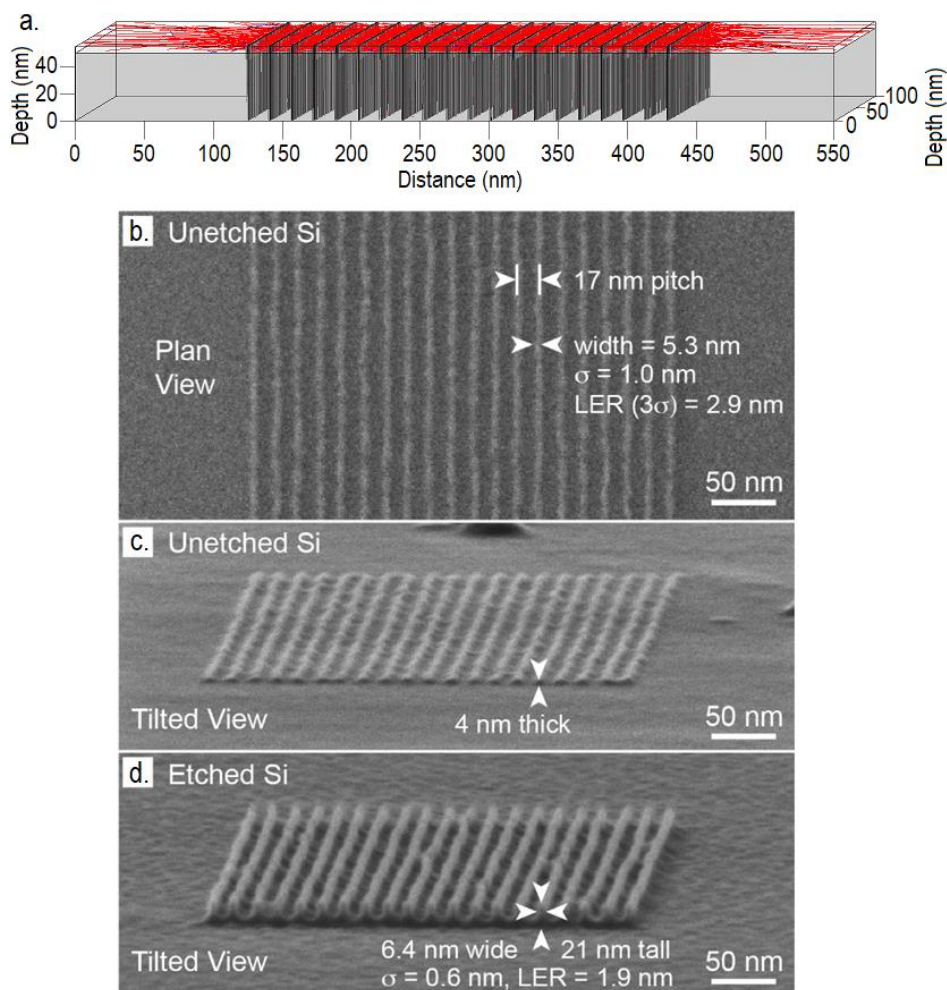 a.
Depth (nm)
40
20
0
100
50
0
Depth (nm)
0 50 100 150 200 250 300 350 400 450 500 550
Distance (nm)
b. Unetched Si
17 nm pitch
Plan
View
width = 5.3 nm
σ = 1.0 nm
LER (3σ) = 2.9 nm
50 nm
c. Unetched Si
4 nm thick
Tilted View
50 nm
d. Etched Si
6.4 nm wide 21 nm tall
σ = 0.6 nm, LER = 1.9 nm
Tilted View
50 nm